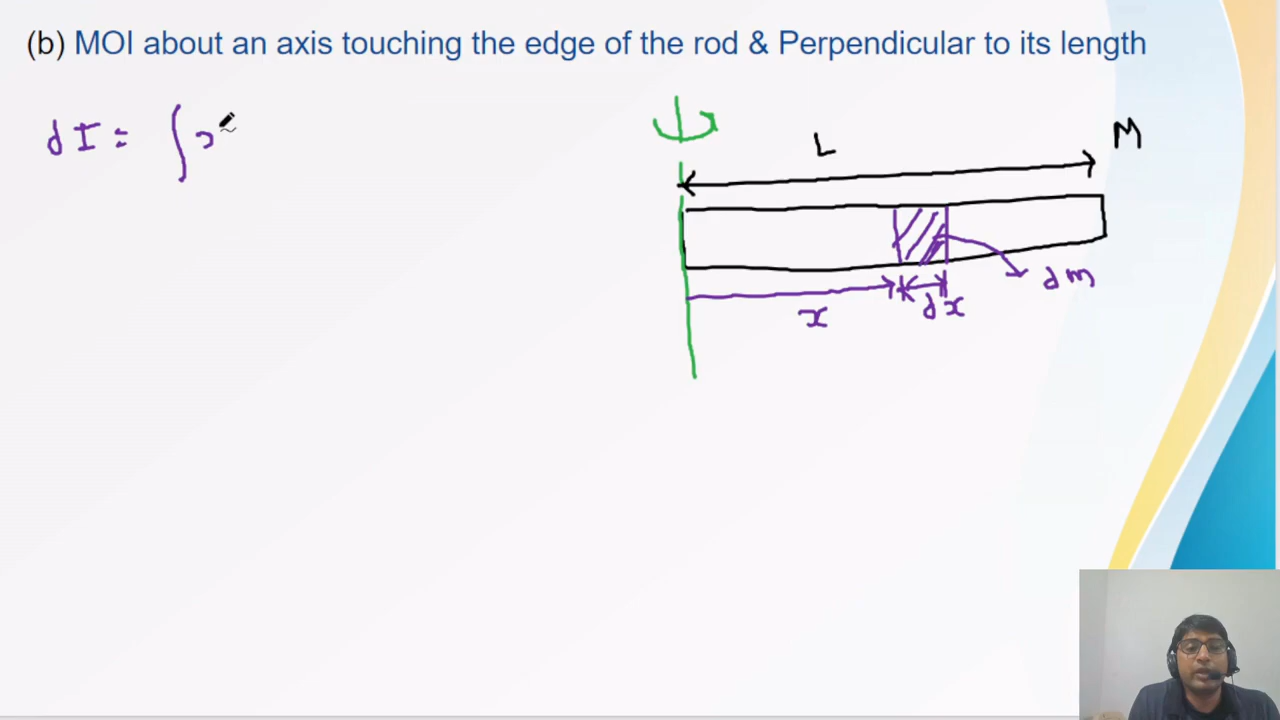 (b) MOI about an axis touching the edge of the rod & Perpendicular to its length
dI = ∫x
L
M
dm
x
dx